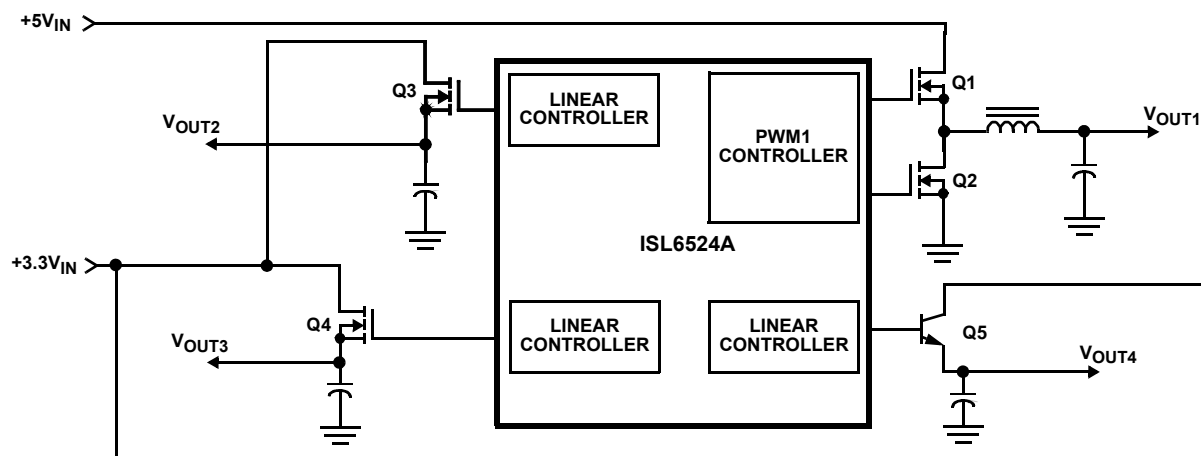 +5VIN
Q3
LINEAR
CONTROLLER
PWM1
CONTROLLER
Q1
VOUT2
VOUT1
Q2
ISL6524A
+3.3VIN
Q4
LINEAR
CONTROLLER
LINEAR
CONTROLLER
Q5
VOUT3
VOUT4